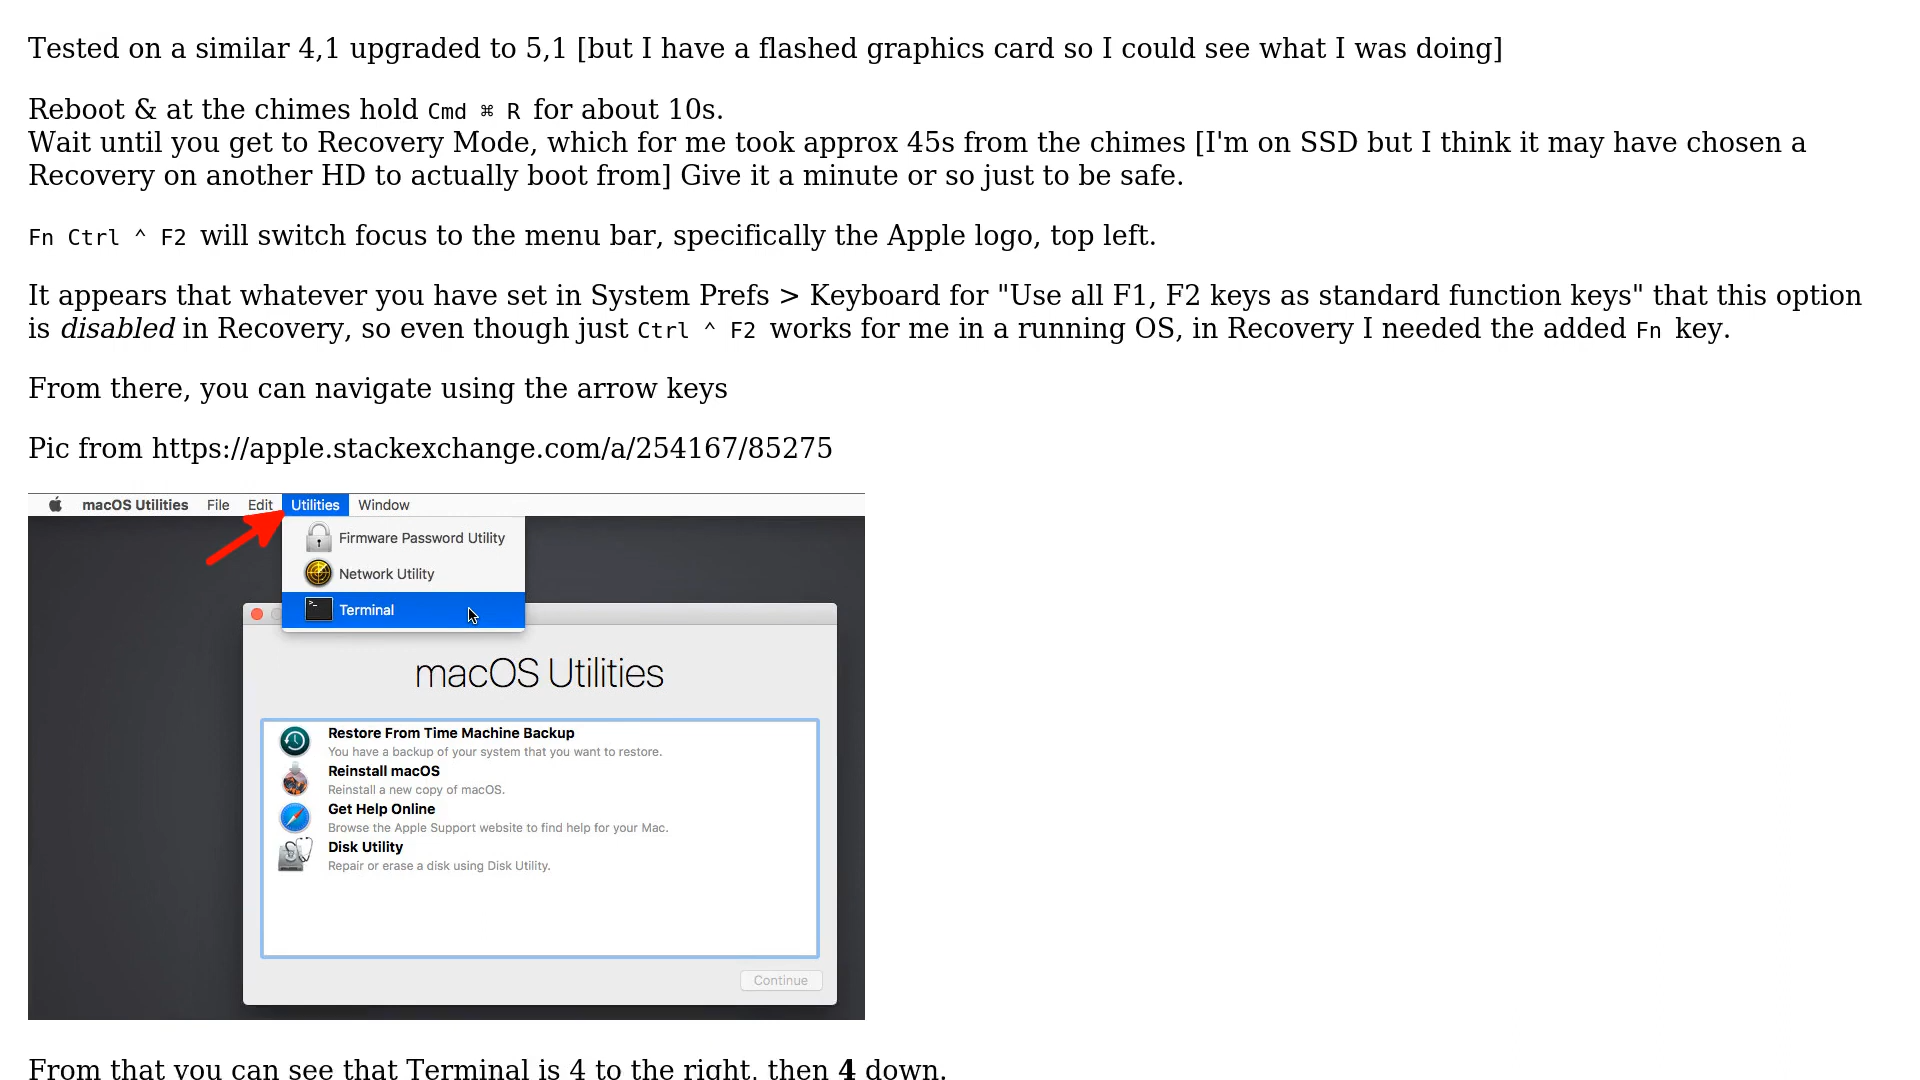 Tested on a similar 4,1 upgraded to 5,1 [but I have a flashed graphics card so I could see what I was doing]
Reboot & at the chimes hold Cmd ⌘ R for about 10s.
Wait until you get to Recovery Mode, which for me took approx 45s from the chimes [I'm on SSD but I think it may have chosen a
Recovery on another HD to actually boot from] Give it a minute or so just to be safe.
Fn Ctrl ^ F2 will switch focus to the menu bar, specifically the Apple logo, top left.
It appears that whatever you have set in System Prefs > Keyboard for "Use all F1, F2 keys as standard function keys" that this option
is disabled in Recovery, so even though just Ctrl ^ F2 works for me in a running OS, in Recovery I needed the added Fn key.
From there, you can navigate using the arrow keys
Pic from https://apple.stackexchange.com/a/254167/85275
macOS Utilities File Edit Utilities Window
Firmware Password Utility
Network Utility
Terminal
macOS Utilities
Restore From Time Machine Backup
You have a backup of your system that you want to restore.
Reinstall macOS
Reinstall a new copy of macOS.
Get Help Online
Browse the Apple Support website to find help for your Mac.
Disk Utility
Repair or erase a disk using Disk Utility.
Continue
From that you can see that Terminal is 4 to the right, then 4 down.